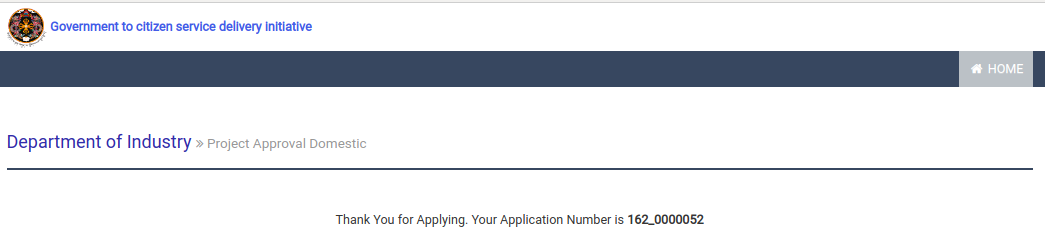 Government to citizen service delivery initiative
HOME
Department of Industry » Project Approval Domestic
Thank You for Applying. Your Application Number is 162_0000052